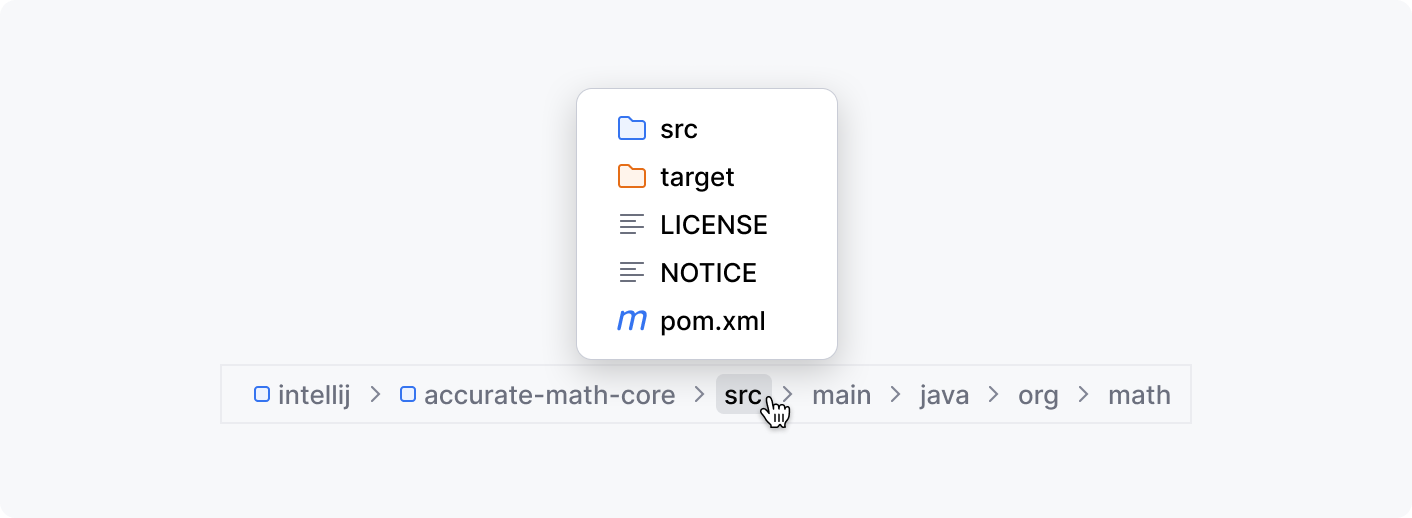 src
target
LICENSE
NOTICE
m pom.xml
intellij > accurate-math-core > src > main > java > org > math